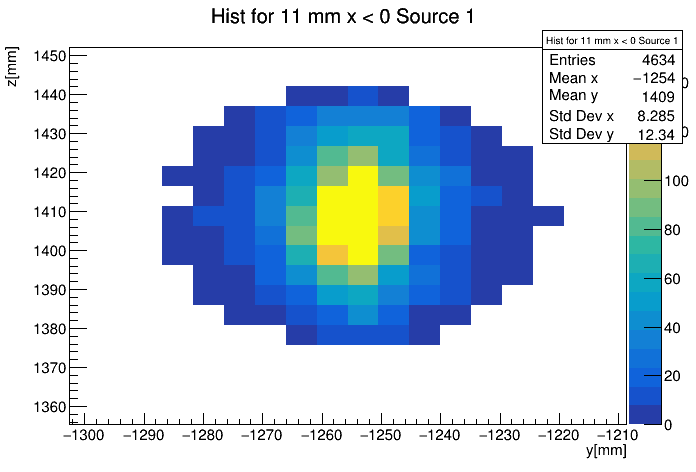 Hist for 11 mm x < 0 Source 1
Hist for 11 mm x < 0 Source 1
Entries 4634
Mean x −1254
Mean y 1409
Std Dev x 8.285
Std Dev y 12.34
z[mm]
1450
1440
1430
1420
1410
1400
1390
1380
1370
1360
−1300 −1290 −1280 −1270 −1260 −1250 −1240 −1230 −1220 −1210
y[mm]
100
80
60
40
20
0